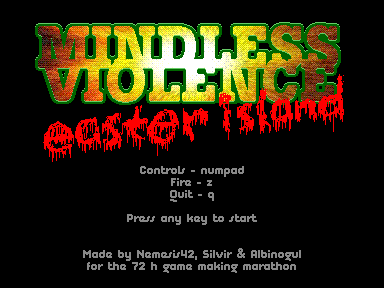 MINDLESS
VIOLENCE
easter island
Controls - numpad
Fire - z
Quit - q
Press any key to start
Made by Nemesis42, Silvir & Albinogul
for the 72 h game making marathon